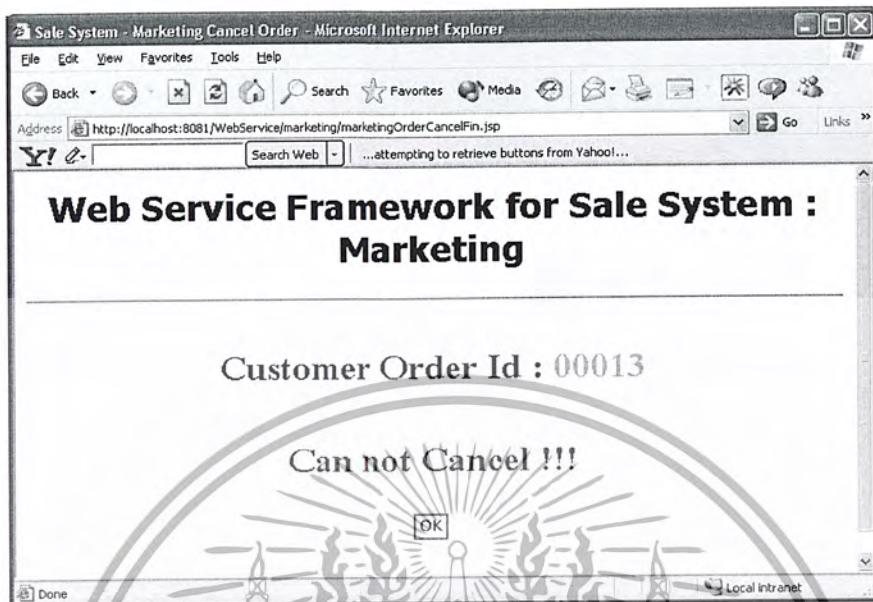 Sale System - Marketing Cancel Order - Microsoft Internet Explorer
File Edit View Favorites Tools Help
Back Search Favorites Media
Address http://localhost:8081/WebService/marketing/marketingOrderCancelFin.jsp Go Links »
Y! Search Web ...attempting to retrieve buttons from Yahoo!...
Web Service Framework for Sale System :
Marketing
Customer Order Id : 00013
Can not Cancel !!!
OK
Done Local intranet